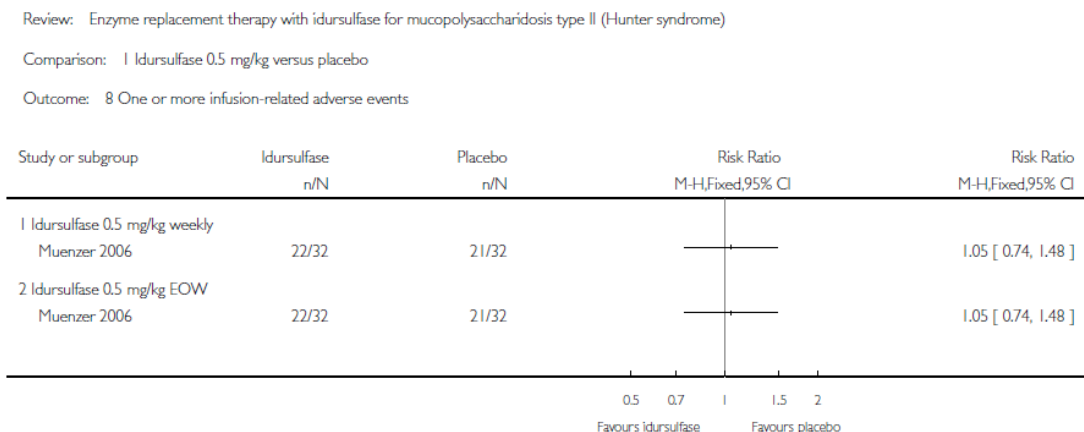 Review: Enzyme replacement therapy with idursulfase for mucopolysaccharidosis type II (Hunter syndrome)
Comparison: 1 Idursulfase 0.5 mg/kg versus placebo
Outcome: 8 One or more infusion-related adverse events
Study or subgroup Idursulfase Placebo Risk Ratio Risk Ratio
n/N n/N M-H,Fixed,95% CI M-H,Fixed,95% CI
1 Idursulfase 0.5 mg/kg weekly
Muenzer 2006 22/32 21/32 1.05 [ 0.74, 1.48 ]
2 Idursulfase 0.5 mg/kg EOW
Muenzer 2006 22/32 21/32 1.05 [ 0.74, 1.48 ]
0.5 0.7 1 1.5 2
Favours idursulfase Favours placebo